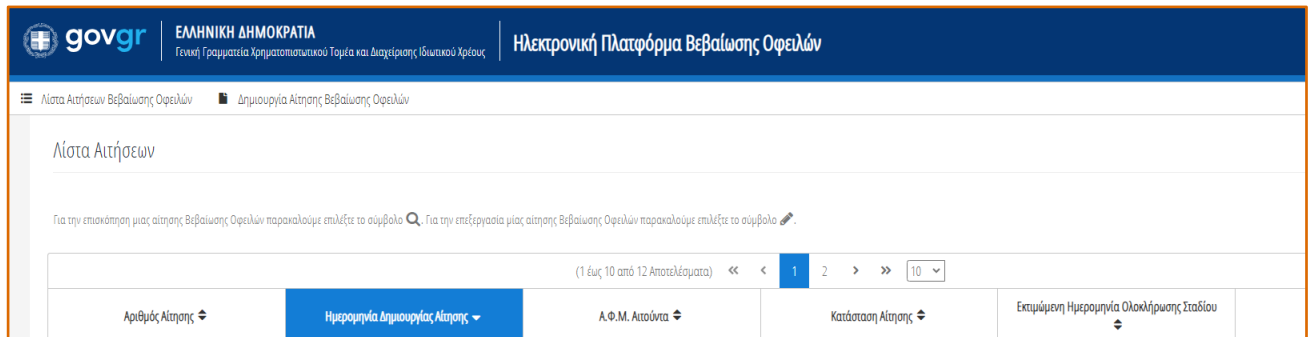 govgr
ΕΛΛΗΝΙΚΗ ΔΗΜΟΚΡΑΤΙΑ
Γενική Γραμματεία Χρηματοπιστωτικού Τομέα και Διαχείρισης Ιδιωτικού Χρέους
Ηλεκτρονική Πλατφόρμα Βεβαίωσης Οφειλών
Λίστα Αιτήσεων Βεβαίωσης Οφειλών Δημιουργία Αίτησης Βεβαίωσης Οφειλών
Λίστα Αιτήσεων
Για την επισκόπηση μιας αίτησης Βεβαίωσης Οφειλών παρακαλούμε επιλέξτε το σύμβολο . Για την επεξεργασία μίας αίτησης Βεβαίωσης Οφειλών παρακαλούμε επιλέξτε το σύμβολο .
(1 έως 10 από 12 Αποτελέσματα) « < 1 2 > » 10
Αριθμός Αίτησης Ημερομηνία Δημιουργίας Αίτησης Α.Φ.Μ. Αιτούντα Κατάσταση Αίτησης Εκτιμώμενη Ημερομηνία Ολοκλήρωσης Σταδίου